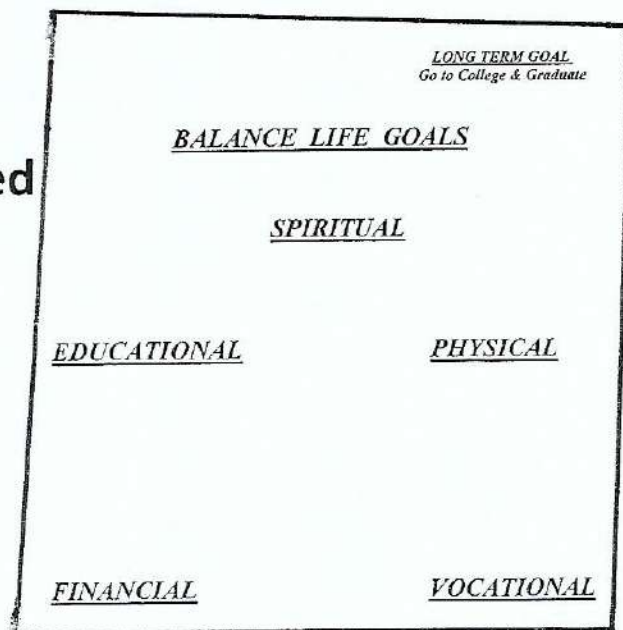 LONG TERM GOAL
Go to College & Graduate
BALANCE LIFE GOALS
ed
SPIRITUAL
EDUCATIONAL PHYSICAL
FINANCIAL VOCATIONAL